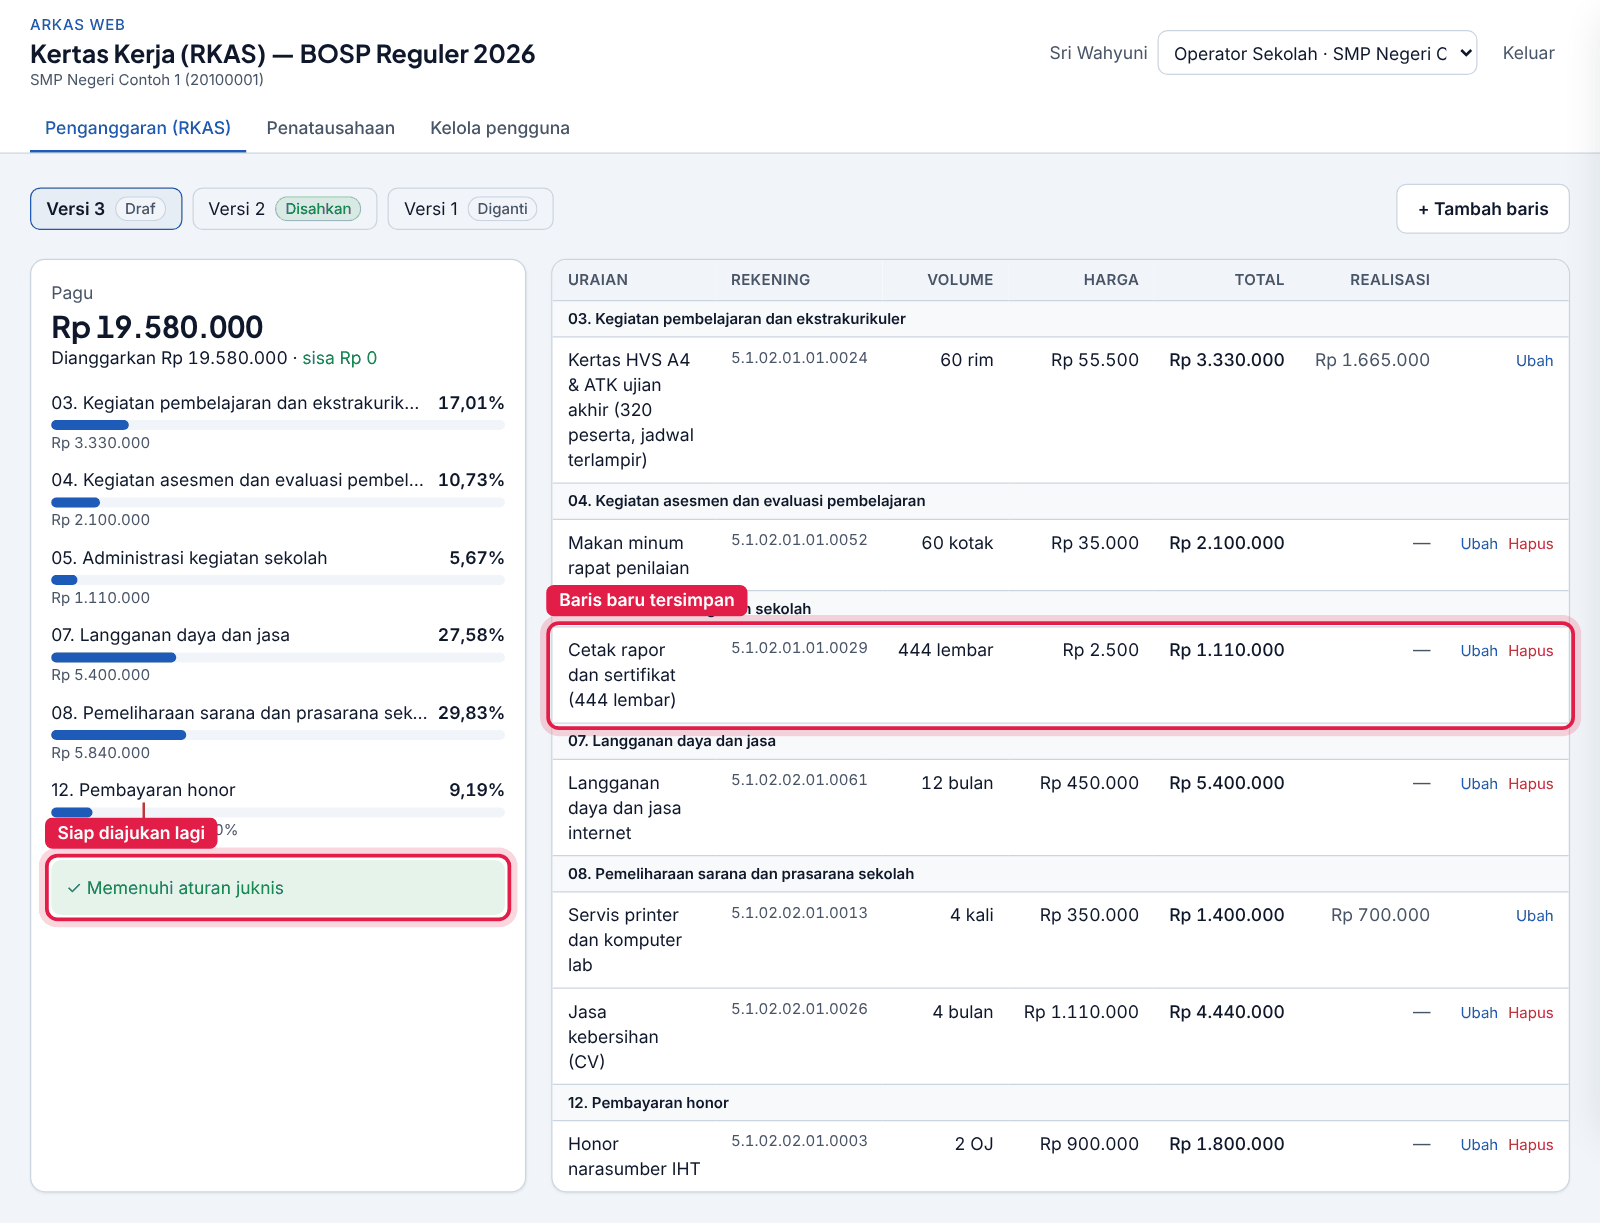 ARKAS WEB
Kertas Kerja (RKAS) — BOSP Reguler 2026
SMP Negeri Contoh 1 (20100001)
Sri Wahyuni
Operator Sekolah · SMP Negeri C
Keluar
Penganggaran (RKAS)
Penatausahaan
Kelola pengguna
Versi 3 Draf
Versi 2 Disahkan
Versi 1 Diganti
+ Tambah baris
Pagu
Rp 19.580.000
Dianggarkan Rp 19.580.000 · sisa Rp 0
03. Kegiatan pembelajaran dan ekstrakurik... 17,01%
Rp 3.330.000
04. Kegiatan asesmen dan evaluasi pembel... 10,73%
Rp 2.100.000
05. Administrasi kegiatan sekolah 5,67%
Rp 1.110.000
07. Langganan daya dan jasa 27,58%
Rp 5.400.000
08. Pemeliharaan sarana dan prasarana sek... 29,83%
Rp 5.840.000
12. Pembayaran honor 9,19%
Siap diajukan lagi
✓ Memenuhi aturan juknis
URAIAN REKENING VOLUME HARGA TOTAL REALISASI
03. Kegiatan pembelajaran dan ekstrakurikuler
Kertas HVS A4 5.1.02.01.01.0024 60 rim Rp 55.500 Rp 3.330.000 Rp 1.665.000 Ubah
& ATK ujian
akhir (320
peserta, jadwal
terlampir)
04. Kegiatan asesmen dan evaluasi pembelajaran
Makan minum 5.1.02.01.01.0052 60 kotak Rp 35.000 Rp 2.100.000 — Ubah Hapus
rapat penilaian
Baris baru tersimpan
sekolah
Cetak rapor 5.1.02.01.01.0029 444 lembar Rp 2.500 Rp 1.110.000 — Ubah Hapus
dan sertifikat
(444 lembar)
07. Langganan daya dan jasa
Langganan 5.1.02.02.01.0061 12 bulan Rp 450.000 Rp 5.400.000 — Ubah Hapus
daya dan jasa
internet
08. Pemeliharaan sarana dan prasarana sekolah
Servis printer 5.1.02.02.01.0013 4 kali Rp 350.000 Rp 1.400.000 Rp 700.000 Ubah
dan komputer
lab
Jasa 5.1.02.02.01.0026 4 bulan Rp 1.110.000 Rp 4.440.000 — Ubah Hapus
kebersihan
(CV)
12. Pembayaran honor
Honor 5.1.02.02.01.0003 2 OJ Rp 900.000 Rp 1.800.000 — Ubah Hapus
narasumber IHT